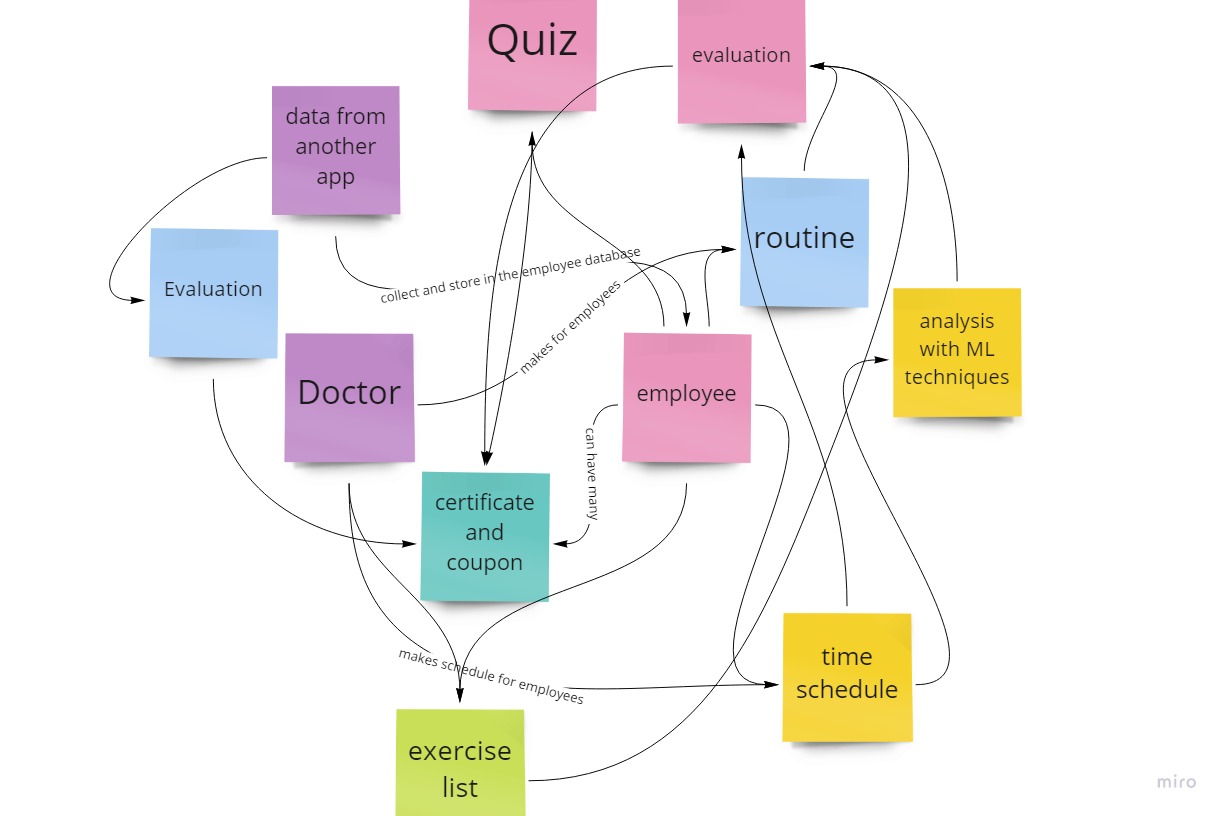 Quiz
evaluation
data from
another
app
routine
collect and store in the employee database
Evaluation
makes for employees
analysis
with ML
techniques
Doctor
employee
can have many
certificate
and
coupon
makes schedule for employees
time
schedule
exercise
list
miro